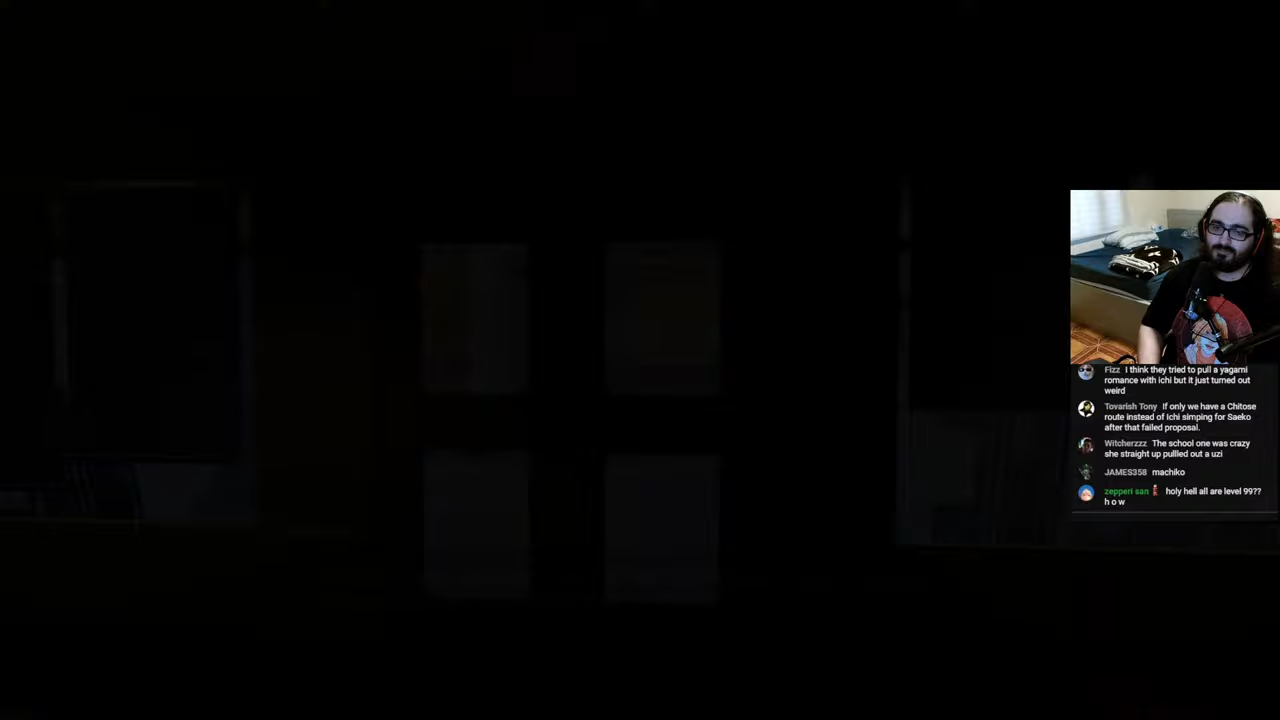 Fizz I think they tried to pull a yagami
romance with ichi but it just turned out
weird
Tovarish Tony If only we have a Chitose
route instead of Ichi simping for Saeko
after that failed proposal.
Witcherzzz The school one was crazy
she straight up pullled out a uzi
JAMES358 machiko
zepperi san holy hell all are level 99??
h o w